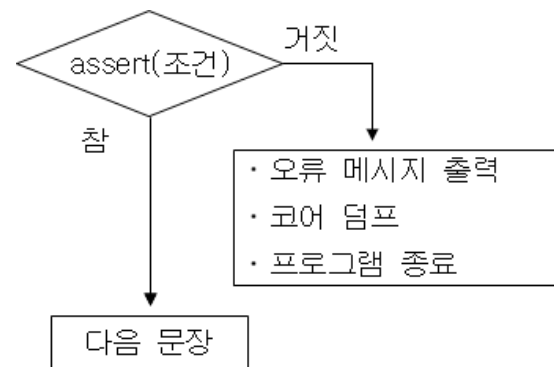 assert(조건)
거짓
참
· 오류 메시지 출력
· 코어 덤프
· 프로그램 종료
다음 문장